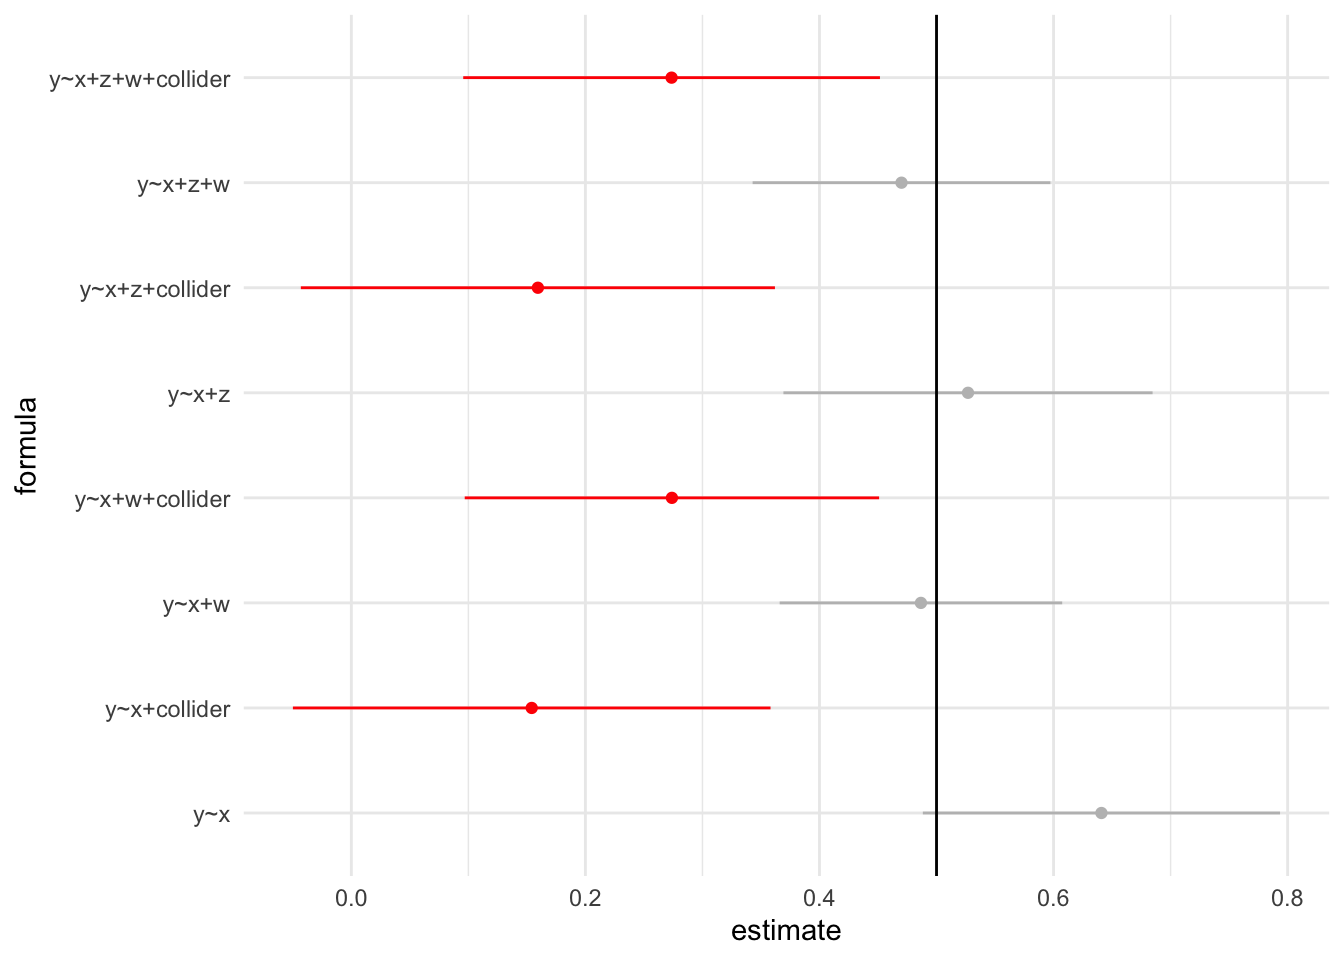 y~x+z+w+collider
y~x+z+w
y~x+z+collider
y~x+z
y~x+w+collider
y~x+w
y~x+collider
y~x
formula
0.0 0.2 0.4 0.6 0.8
estimate